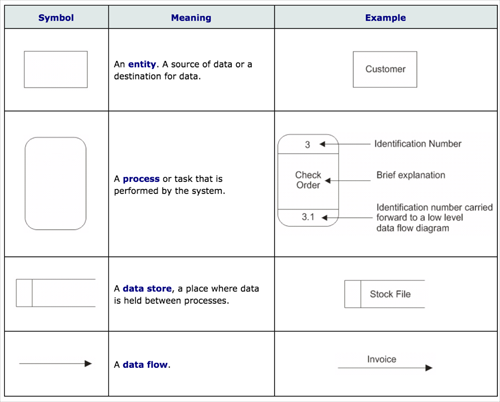 Symbol Meaning Example
An entity. A source of data or a
destination for data.
Customer
A process or task that is
performed by the system.
3 Identification Number
Check
Order
Brief explanation
3.1 Identification number carried
forward to a low level
data flow diagram
A data store, a place where data
is held between processes.
Stock File
A data flow.
Invoice